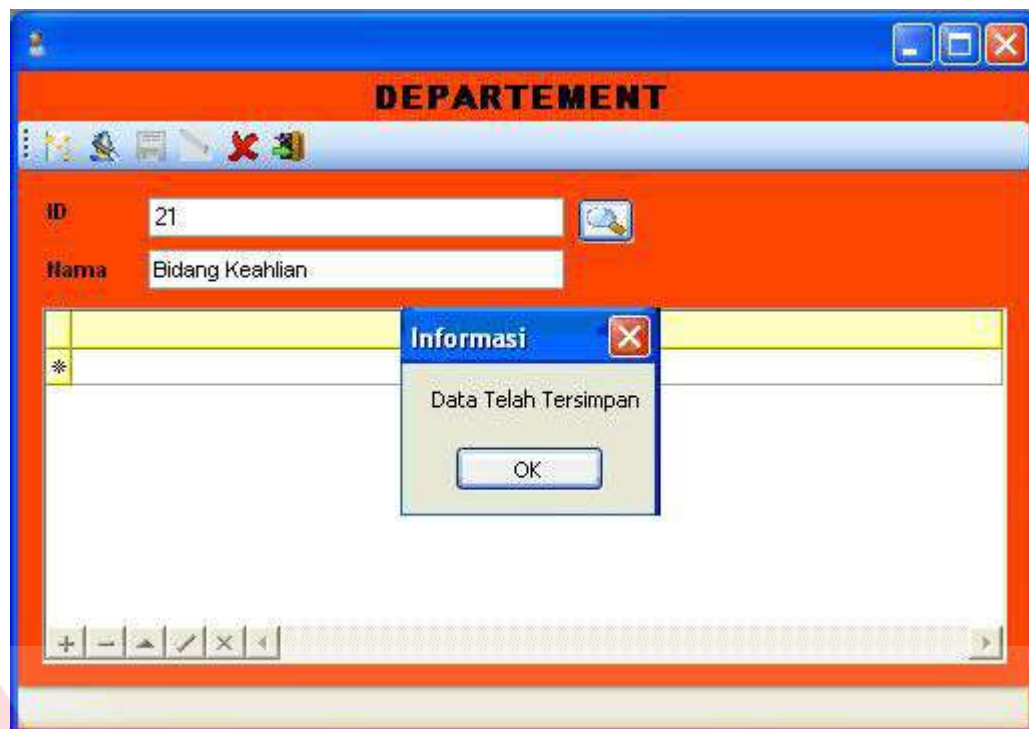 DEPARTEMENT
ID 21
Nama Bidang Keahlian
Informasi
Data Telah Tersimpan
OK